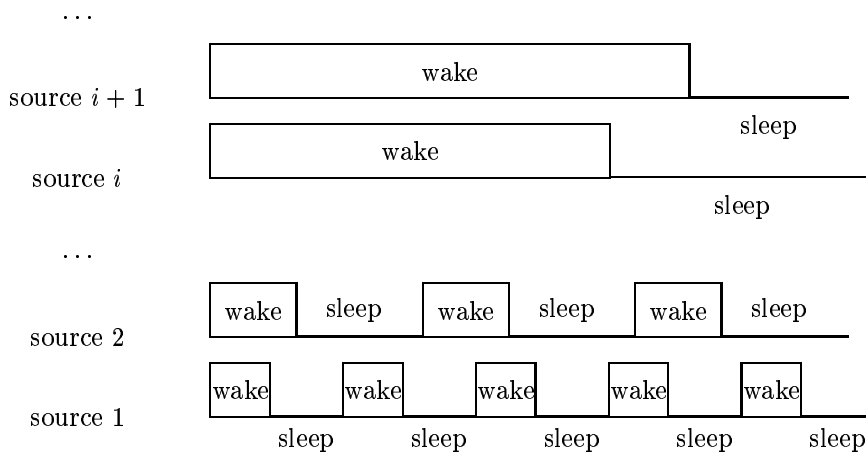 ...
wake
source i + 1
sleep
wake
source i
sleep
...
wake sleep wake sleep wake sleep
source 2
wake wake wake wake wake
source 1
sleep sleep sleep sleep sleep